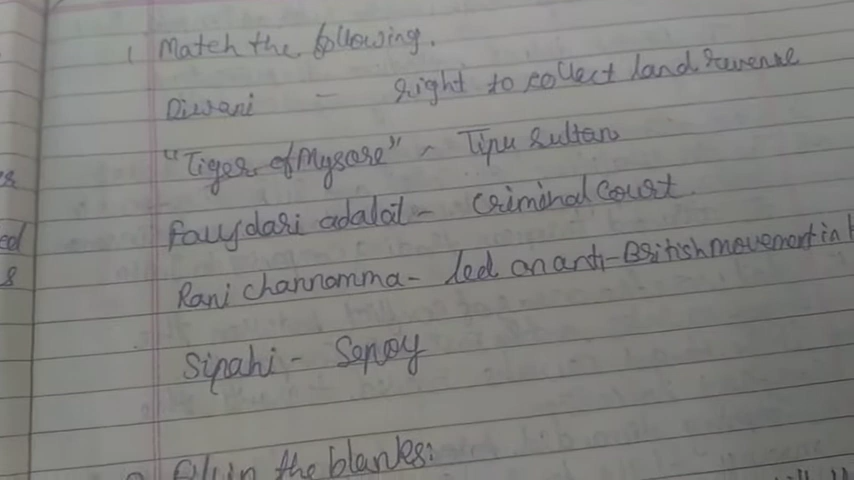 1 Match the following.
Diwani - right to collect land revenue
"Tiger of Mysore" - Tipu Sultan
Faujdari adalat - Criminal Court.
Rani Channamma - led an anti-British movement in
Sipahi - Sepoy
Fill in the blanks: